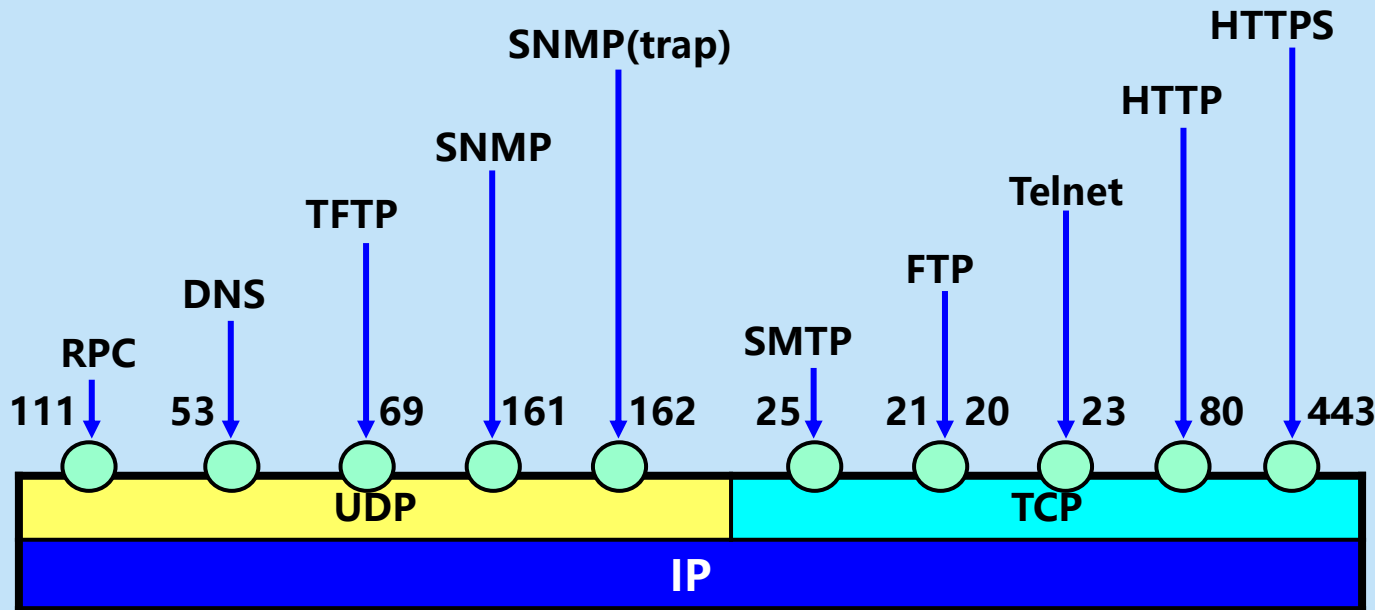 HTTPS
SNMP(trap)
HTTP
SNMP
Telnet
TFTP
FTP
DNS
SMTP
RPC
111 53 69 161 162 25 21 20 23 80 443
UDP TCP
IP